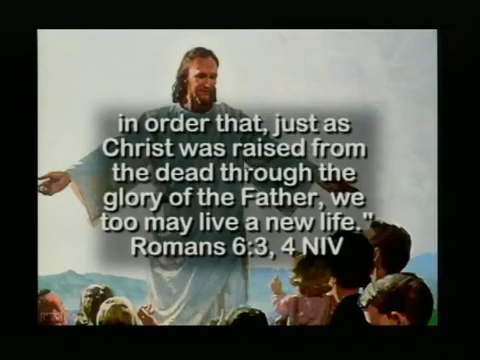 in order that, just as
Christ was raised from
the dead through the
glory of the Father, we
too may live a new life."
Romans 6:3, 4 NIV